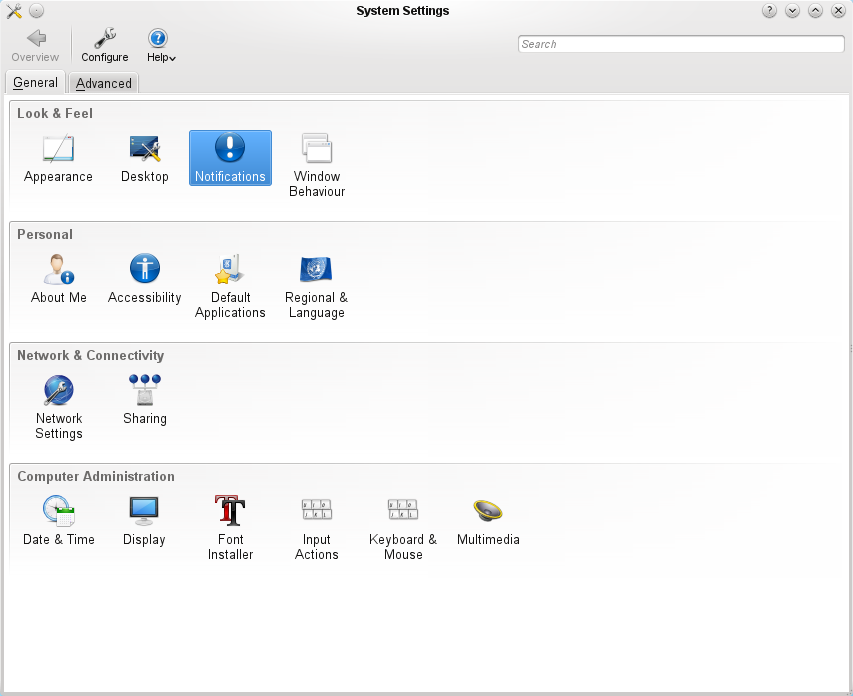 System Settings
Overview
Configure
Help
Search
General
Advanced
Look & Feel
Appearance
Desktop
Notifications
Window
Behaviour
Personal
About Me
Accessibility
Default
Applications
Regional &
Language
Network & Connectivity
Network
Settings
Sharing
Computer Administration
Date & Time
Display
Font
Installer
Input
Actions
Keyboard &
Mouse
Multimedia